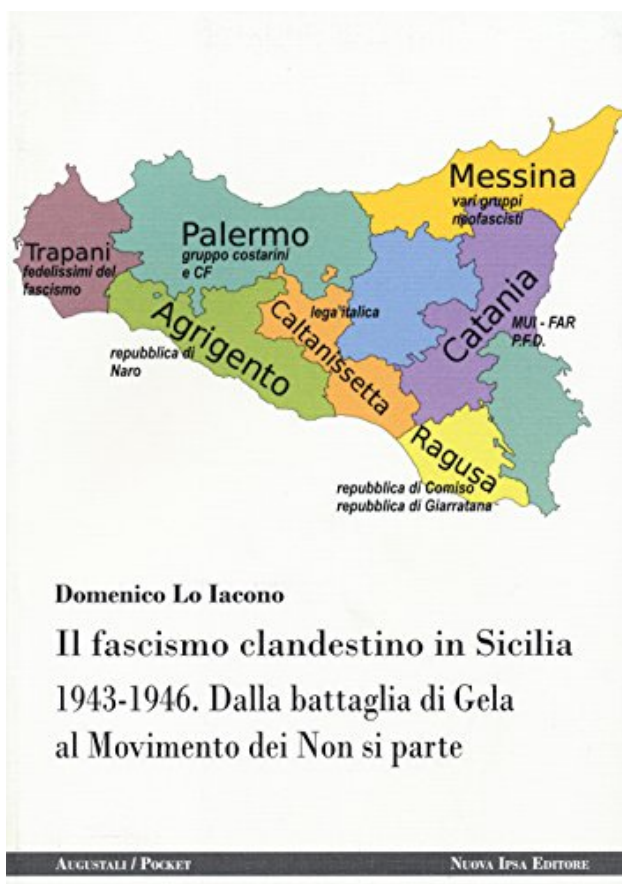 Messina
vari gruppi
neofascisti
Palermo
gruppo costarini
e CF
Trapani
fedelissimi del
fascismo
Agrigento
repubblica di
Naro
Caltanissetta
lega italica
Catania
MUI - FAR
P.F.D.
Ragusa
repubblica di Comiso
repubblica di Giarratana
Domenico Lo Iacono
Il fascismo clandestino in Sicilia
1943-1946. Dalla battaglia di Gela
al Movimento dei Non si parte
Augustali / Pocket
Nuova Ipsa Editore